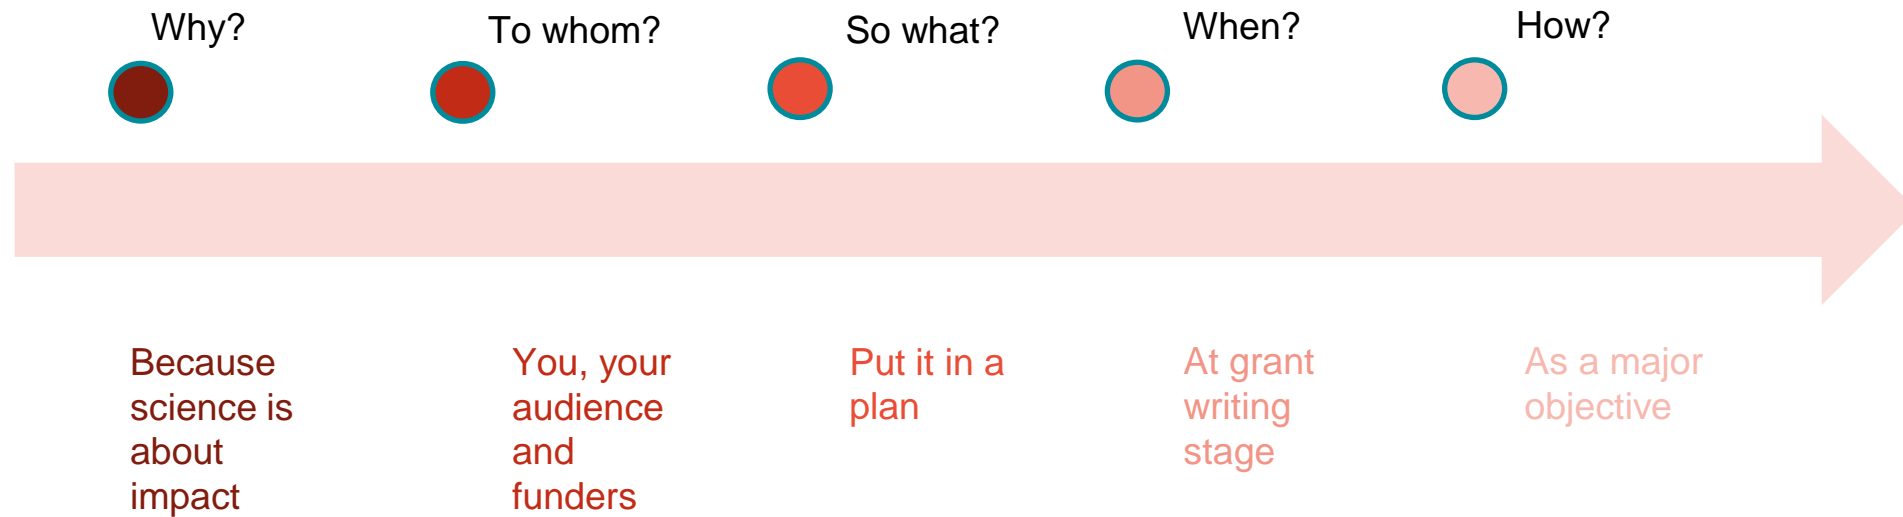 Why?
To whom?
So what?
When?
How?
Because
science is
about
impact
You, your
audience
and
funders
Put it in a
plan
At grant
writing
stage
As a major
objective